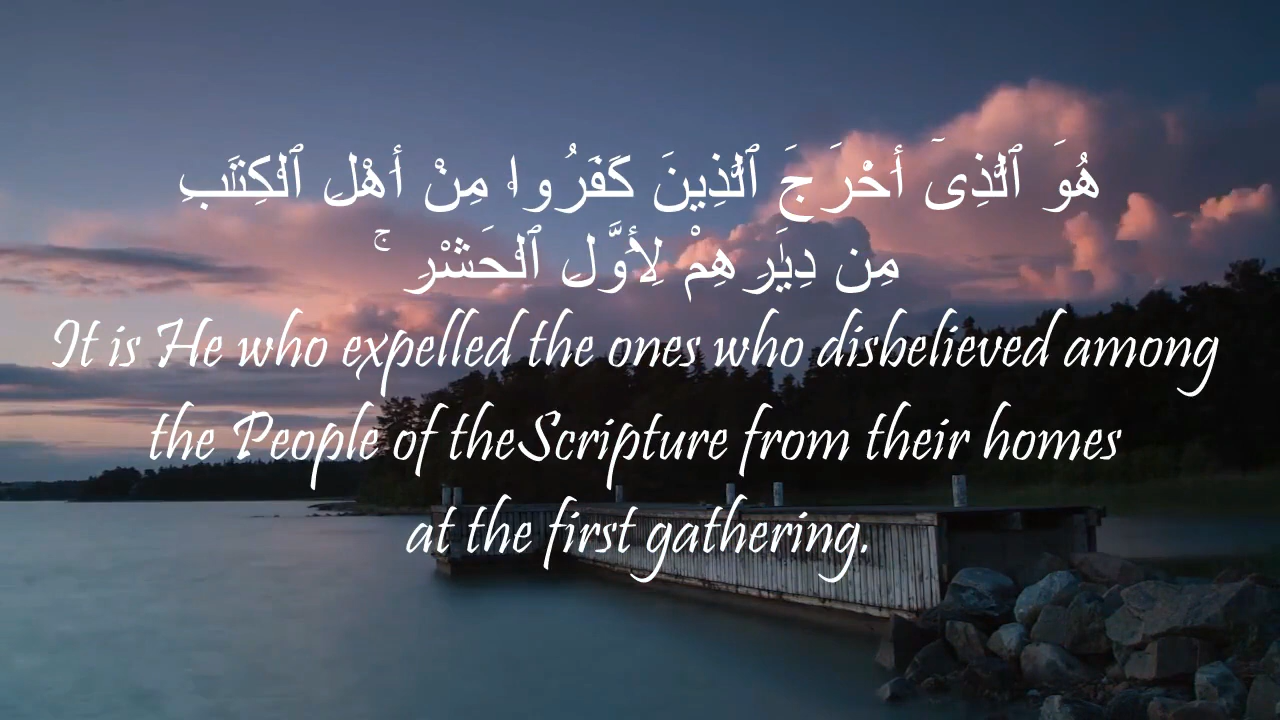 هُوَ ٱلَّذِىٓ أَخْرَجَ ٱلَّذِينَ كَفَرُوا۟ مِنْ أَهْلِ ٱلْكِتَـٰبِ
مِن دِيَـٰرِهِمْ لِأَوَّلِ ٱلْحَشْرِ ۚ
It is He who expelled the ones who disbelieved among
the People of theScripture from their homes
at the first gathering.